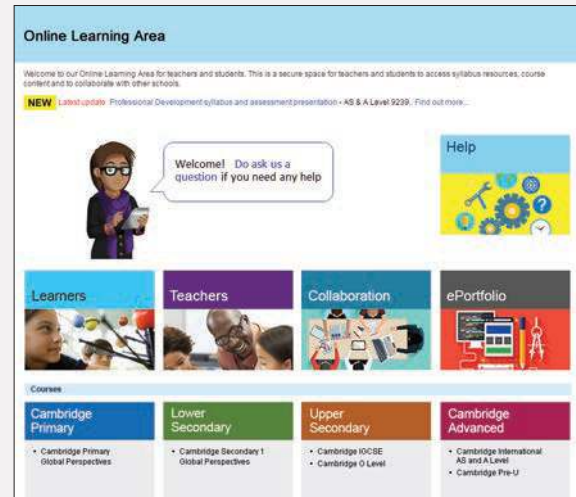 Online Learning Area
Welcome to our Online Learning Area for teachers and students. This is a secure space for teachers and students to access syllabus resources, course
content and to collaborate with other schools.
NEW Latest update Professional Development syllabus and assessment presentation - AS & A Level 9239. Find out more...
Welcome! Do ask us a
question if you need any help
Help
Learners
Teachers
Collaboration
ePortfolio
Courses
Cambridge
Primary
• Cambridge Primary
Global Perspectives
Lower
Secondary
• Cambridge Secondary 1
Global Perspectives
Upper
Secondary
• Cambridge IGCSE
• Cambridge O Level
Cambridge
Advanced
• Cambridge International
AS and A Level
• Cambridge Pre-U